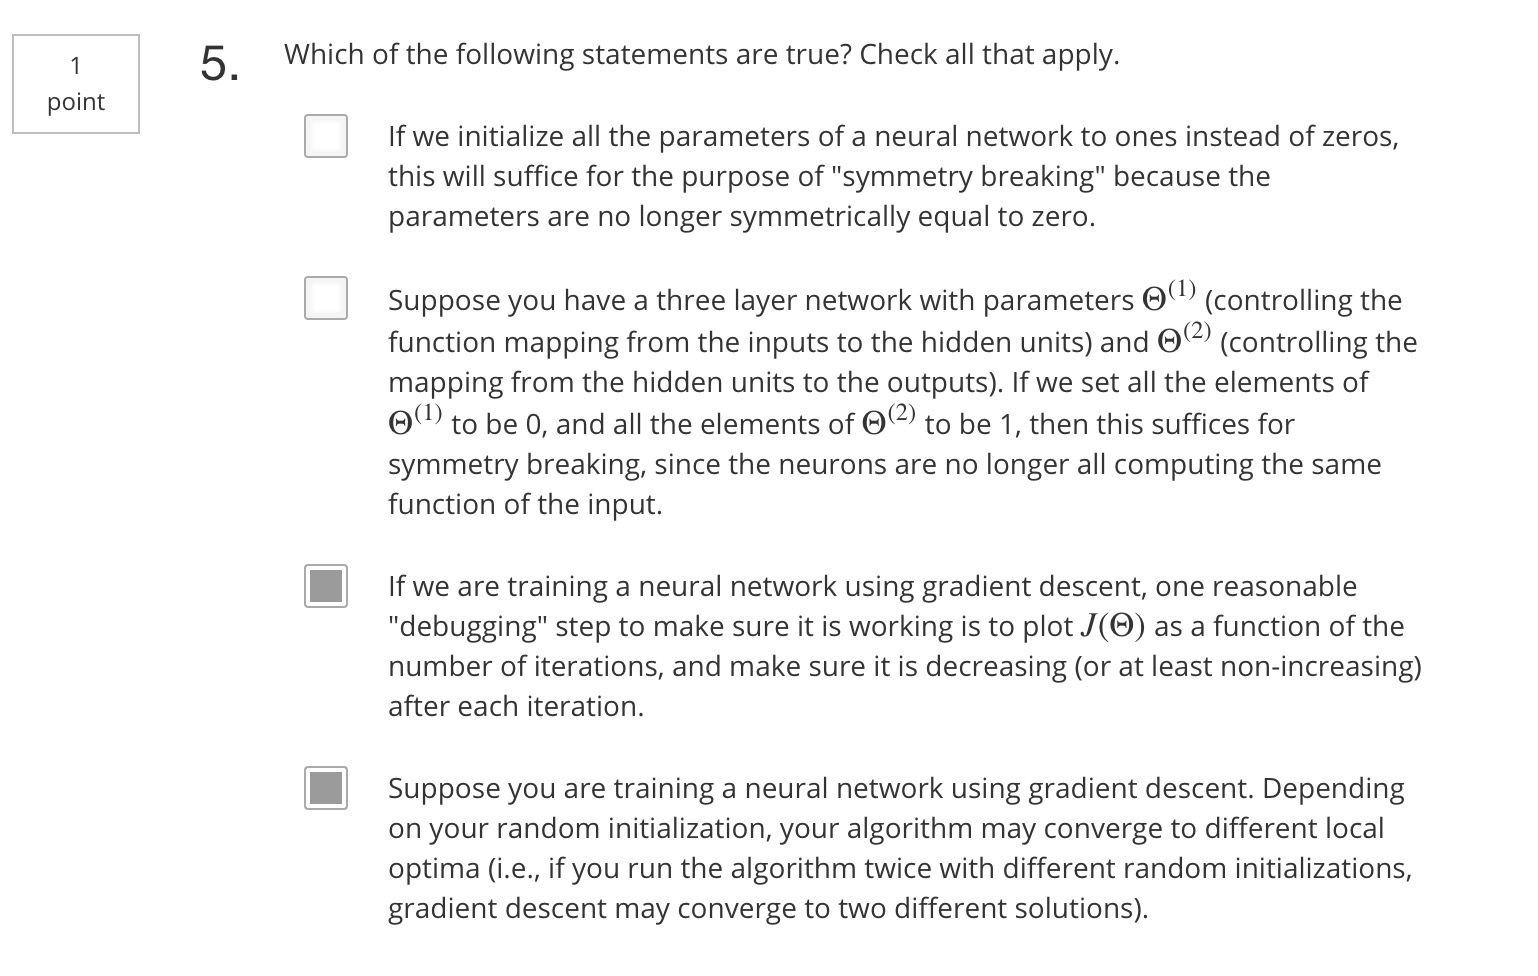 1
point
5.
Which of the following statements are true? Check all that apply.
If we initialize all the parameters of a neural network to ones instead of zeros,
this will suffice for the purpose of "symmetry breaking" because the
parameters are no longer symmetrically equal to zero.
Suppose you have a three layer network with parameters Θ⁽¹⁾ (controlling the
function mapping from the inputs to the hidden units) and Θ⁽²⁾ (controlling the
mapping from the hidden units to the outputs). If we set all the elements of
Θ⁽¹⁾ to be 0, and all the elements of Θ⁽²⁾ to be 1, then this suffices for
symmetry breaking, since the neurons are no longer all computing the same
function of the input.
If we are training a neural network using gradient descent, one reasonable
"debugging" step to make sure it is working is to plot J(Θ) as a function of the
number of iterations, and make sure it is decreasing (or at least non-increasing)
after each iteration.
Suppose you are training a neural network using gradient descent. Depending
on your random initialization, your algorithm may converge to different local
optima (i.e., if you run the algorithm twice with different random initializations,
gradient descent may converge to two different solutions).